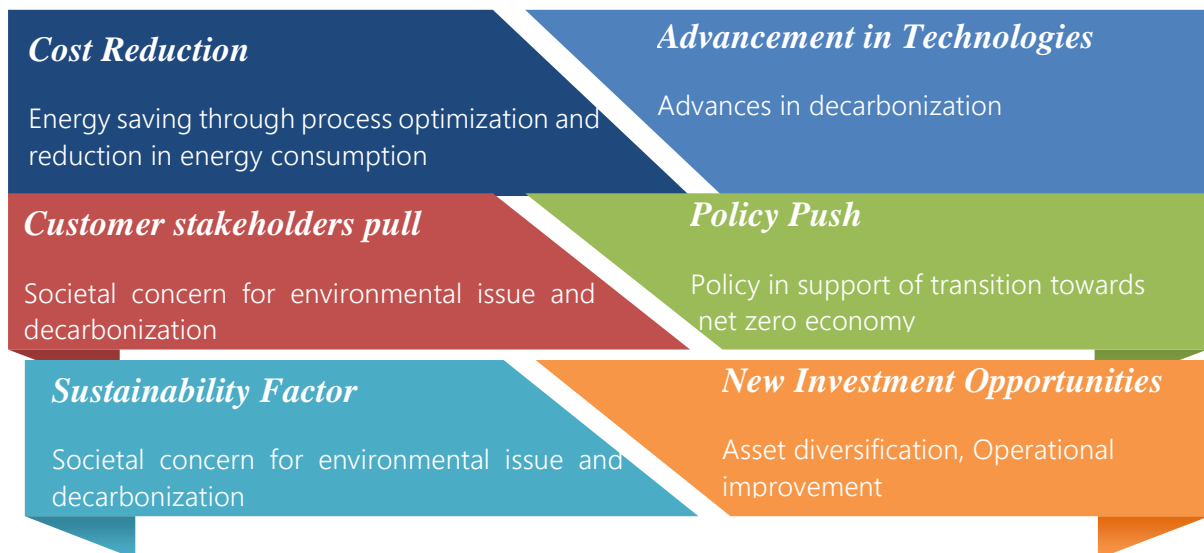 Cost Reduction
Energy saving through process optimization and
reduction in energy consumption
Advancement in Technologies
Advances in decarbonization
Customer stakeholders pull
Societal concern for environmental issue and
decarbonization
Policy Push
Policy in support of transition towards
net zero economy
Sustainability Factor
Societal concern for environmental issue and
decarbonization
New Investment Opportunities
Asset diversification, Operational
improvement